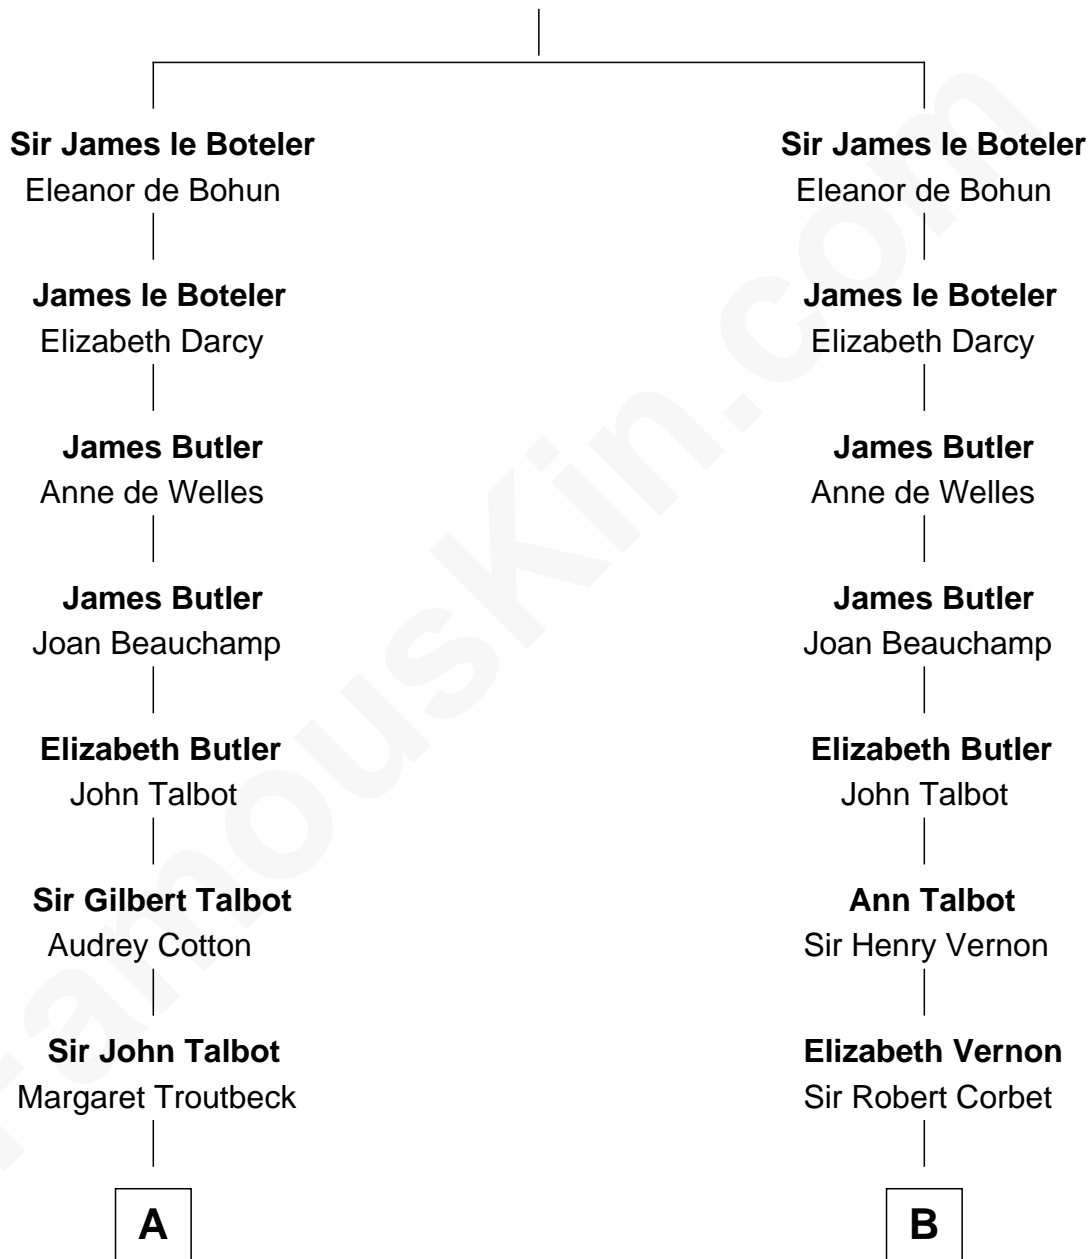 Sir James le Boteler
Eleanor de Bohun
James le Boteler
Elizabeth Darcy
James Butler
Anne de Welles
James Butler
Joan Beauchamp
Elizabeth Butler
John Talbot
Sir Gilbert Talbot
Audrey Cotton
Sir John Talbot
Margaret Troutbeck
A
Sir James le Boteler
Eleanor de Bohun
James le Boteler
Elizabeth Darcy
James Butler
Anne de Welles
James Butler
Joan Beauchamp
Elizabeth Butler
John Talbot
Ann Talbot
Sir Henry Vernon
Elizabeth Vernon
Sir Robert Corbet
B
FamousKin.com